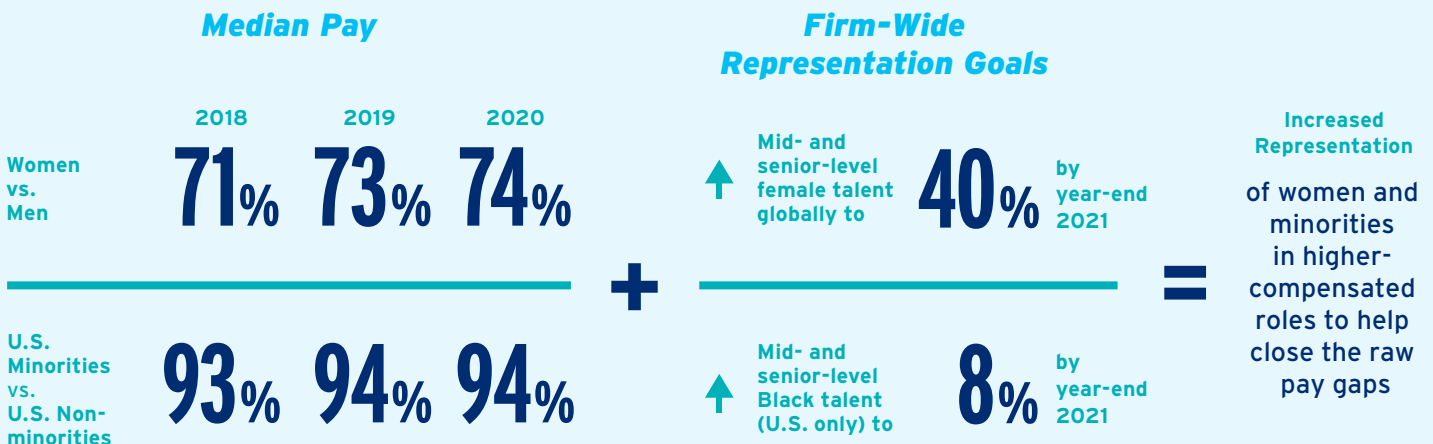 Median Pay
2018 2019 2020
Women
vs.
Men
71% 73% 74%
U.S.
Minorities
vs.
U.S. Non-
minorities
93% 94% 94%
+
Firm-Wide
Representation Goals
Mid- and
senior-level
female talent
globally to
40%
by
year-end
2021
Mid- and
senior-level
Black talent
(U.S. only) to
8%
by
year-end
2021
=
Increased
Representation
of women and
minorities
in higher-
compensated
roles to help
close the raw
pay gaps